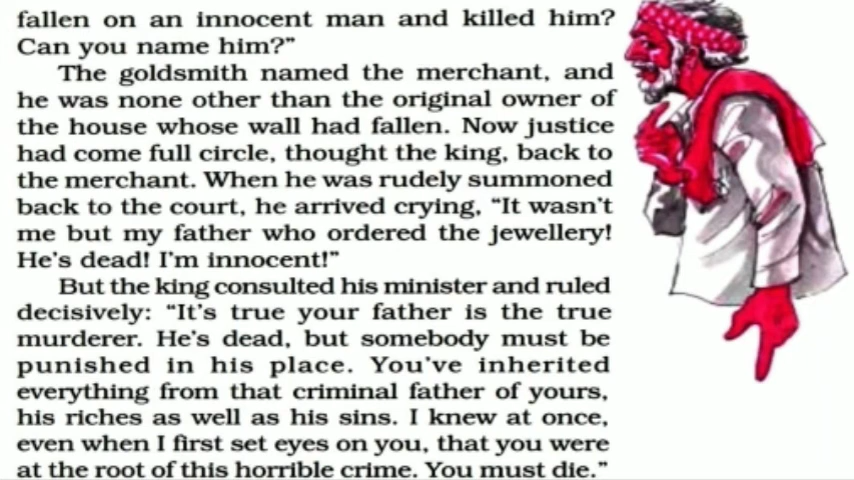 fallen on an innocent man and killed him?
Can you name him?”
The goldsmith named the merchant, and
he was none other than the original owner of
the house whose wall had fallen. Now justice
had come full circle, thought the king, back to
the merchant. When he was rudely summoned
back to the court, he arrived crying, “It wasn't
me but my father who ordered the jewellery!
He's dead! I'm innocent!”
But the king consulted his minister and ruled
decisively: “It's true your father is the true
murderer. He's dead, but somebody must be
punished in his place. You've inherited
everything from that criminal father of yours,
his riches as well as his sins. I knew at once,
even when I first set eyes on you, that you were
at the root of this horrible crime. You must die.”